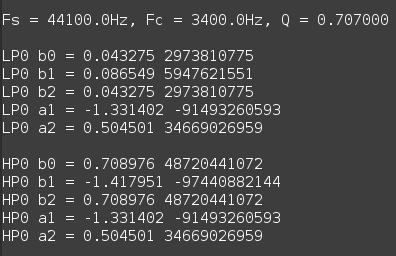 Fs = 44100.0Hz, Fc = 3400.0Hz, Q = 0.707000
LP0 b0 = 0.043275 2973810775
LP0 b1 = 0.086549 5947621551
LP0 b2 = 0.043275 2973810775
LP0 a1 = -1.331402 -91493260593
LP0 a2 = 0.504501 34669026959
HP0 b0 = 0.708976 48720441072
HP0 b1 = -1.417951 -97440882144
HP0 b2 = 0.708976 48720441072
HP0 a1 = -1.331402 -91493260593
HP0 a2 = 0.504501 34669026959